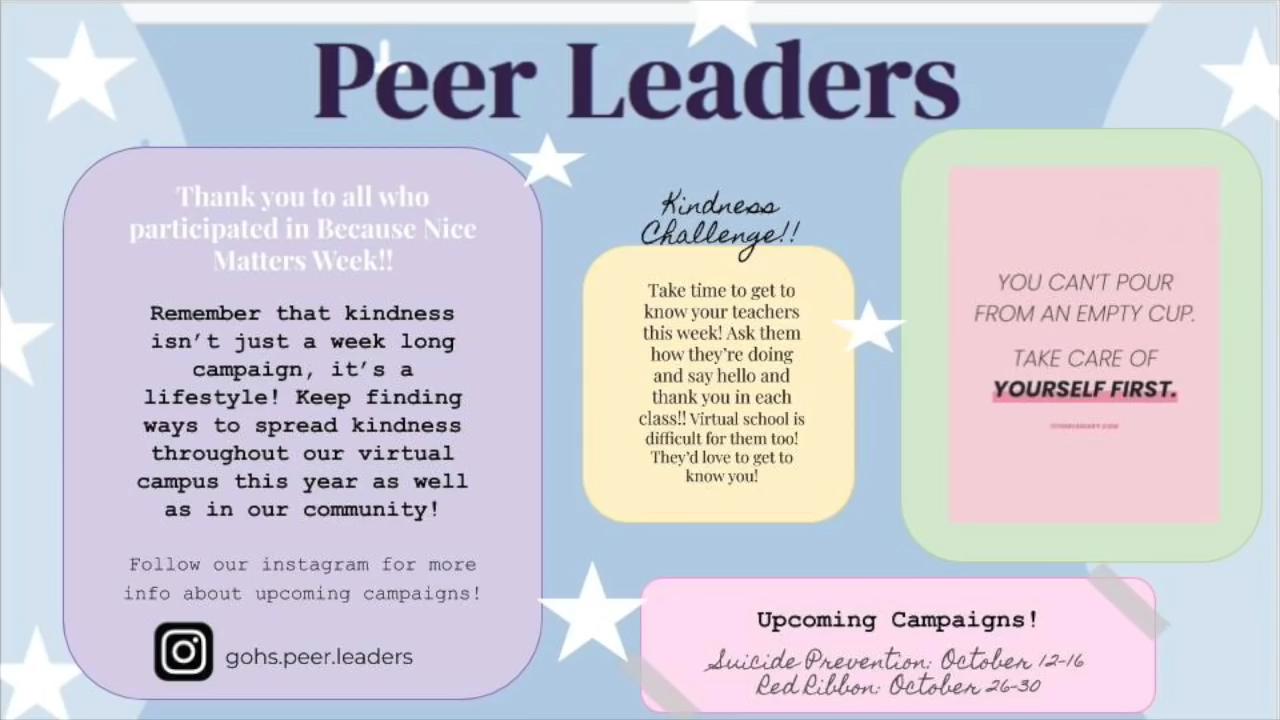 Peer Leaders
Thank you to all who
participated in Because Nice
Matters Week!!
Remember that kindness
isn't just a week long
campaign, it's a
lifestyle! Keep finding
ways to spread kindness
throughout our virtual
campus this year as well
as in our community!
Follow our instagram for more
info about upcoming campaigns!
gohs.peer.leaders
Kindness
Challenge!!
Take time to get to
know your teachers
this week! Ask them
how they're doing
and say hello and
thank you in each
class!! Virtual school is
difficult for them too!
They'd love to get to
know you!
YOU CAN'T POUR
FROM AN EMPTY CUP.
TAKE CARE OF
YOURSELF FIRST.
Upcoming Campaigns!
Suicide Prevention: October 12-16
Red Ribbon: October 26-30